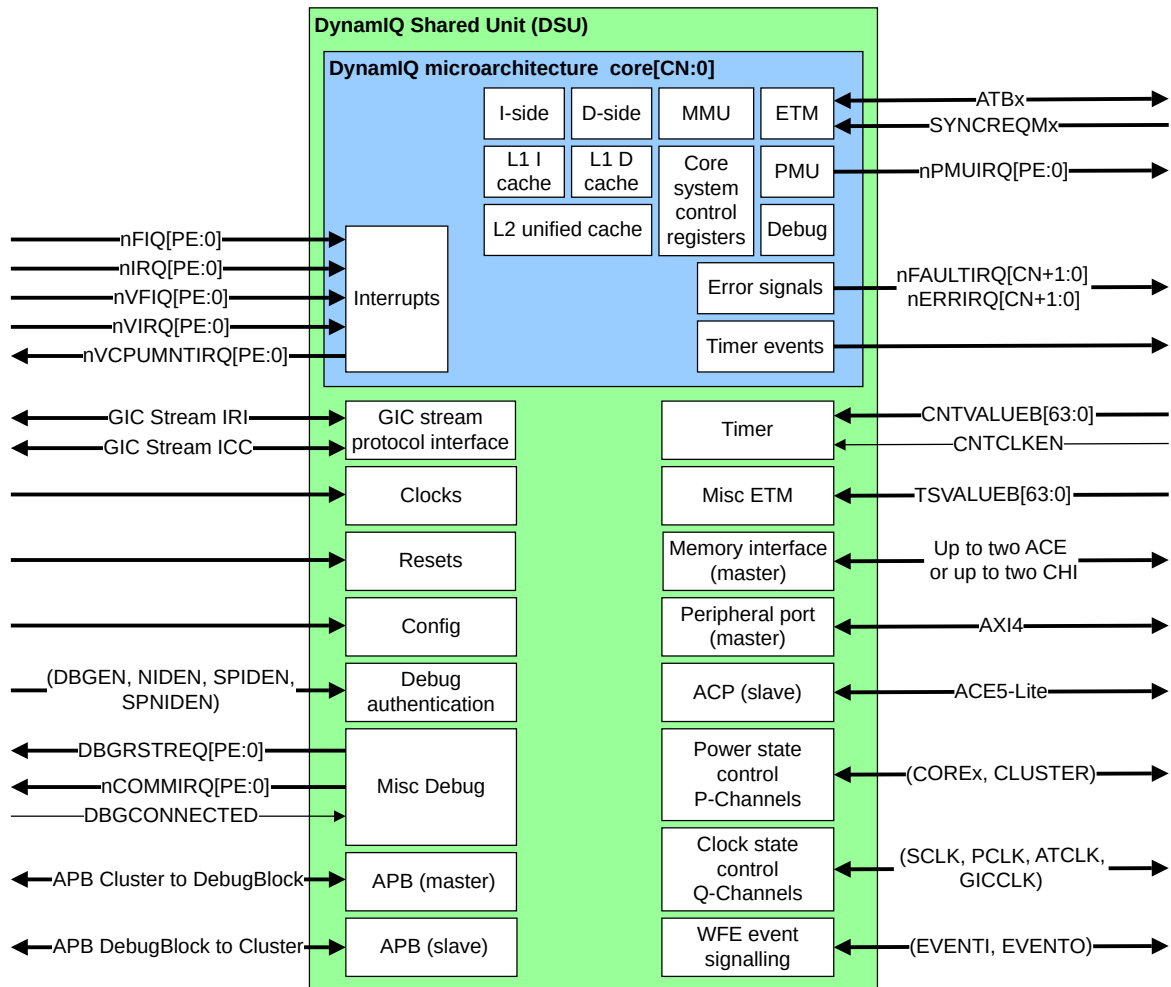 DynamIQ Shared Unit (DSU)
DynamIQ microarchitecture core[CN:0]
I-side
D-side
MMU
ETM
L1 I
cache
L1 D
cache
Core
system
control
registers
PMU
L2 unified cache
Debug
Interrupts
Error signals
Timer events
ATBx
SYNCREQMx
nPMUIRQ[PE:0]
nFAULTIRQ[CN+1:0]
nERRIRQ[CN+1:0]
nFIQ[PE:0]
nIRQ[PE:0]
nVFIQ[PE:0]
nVIRQ[PE:0]
nVCPUMNTIRQ[PE:0]
GIC Stream IRI
GIC Stream ICC
GIC stream
protocol interface
Clocks
Resets
Config
(DBGEN, NIDEN, SPIDEN,
SPNIDEN)
Debug
authentication
DBGRSTREQ[PE:0]
nCOMMIRQ[PE:0]
DBGCONNECTED
Misc Debug
APB Cluster to DebugBlock
APB (master)
APB DebugBlock to Cluster
APB (slave)
Timer
CNTVALUEB[63:0]
CNTCLKEN
Misc ETM
TSVALUEB[63:0]
Memory interface
(master)
Up to two ACE
or up to two CHI
Peripheral port
(master)
AXI4
ACP (slave)
ACE5-Lite
Power state
control
P-Channels
(COREx, CLUSTER)
Clock state
control
Q-Channels
(SCLK, PCLK, ATCLK,
GICCLK)
WFE event
signalling
(EVENTI, EVENTO)